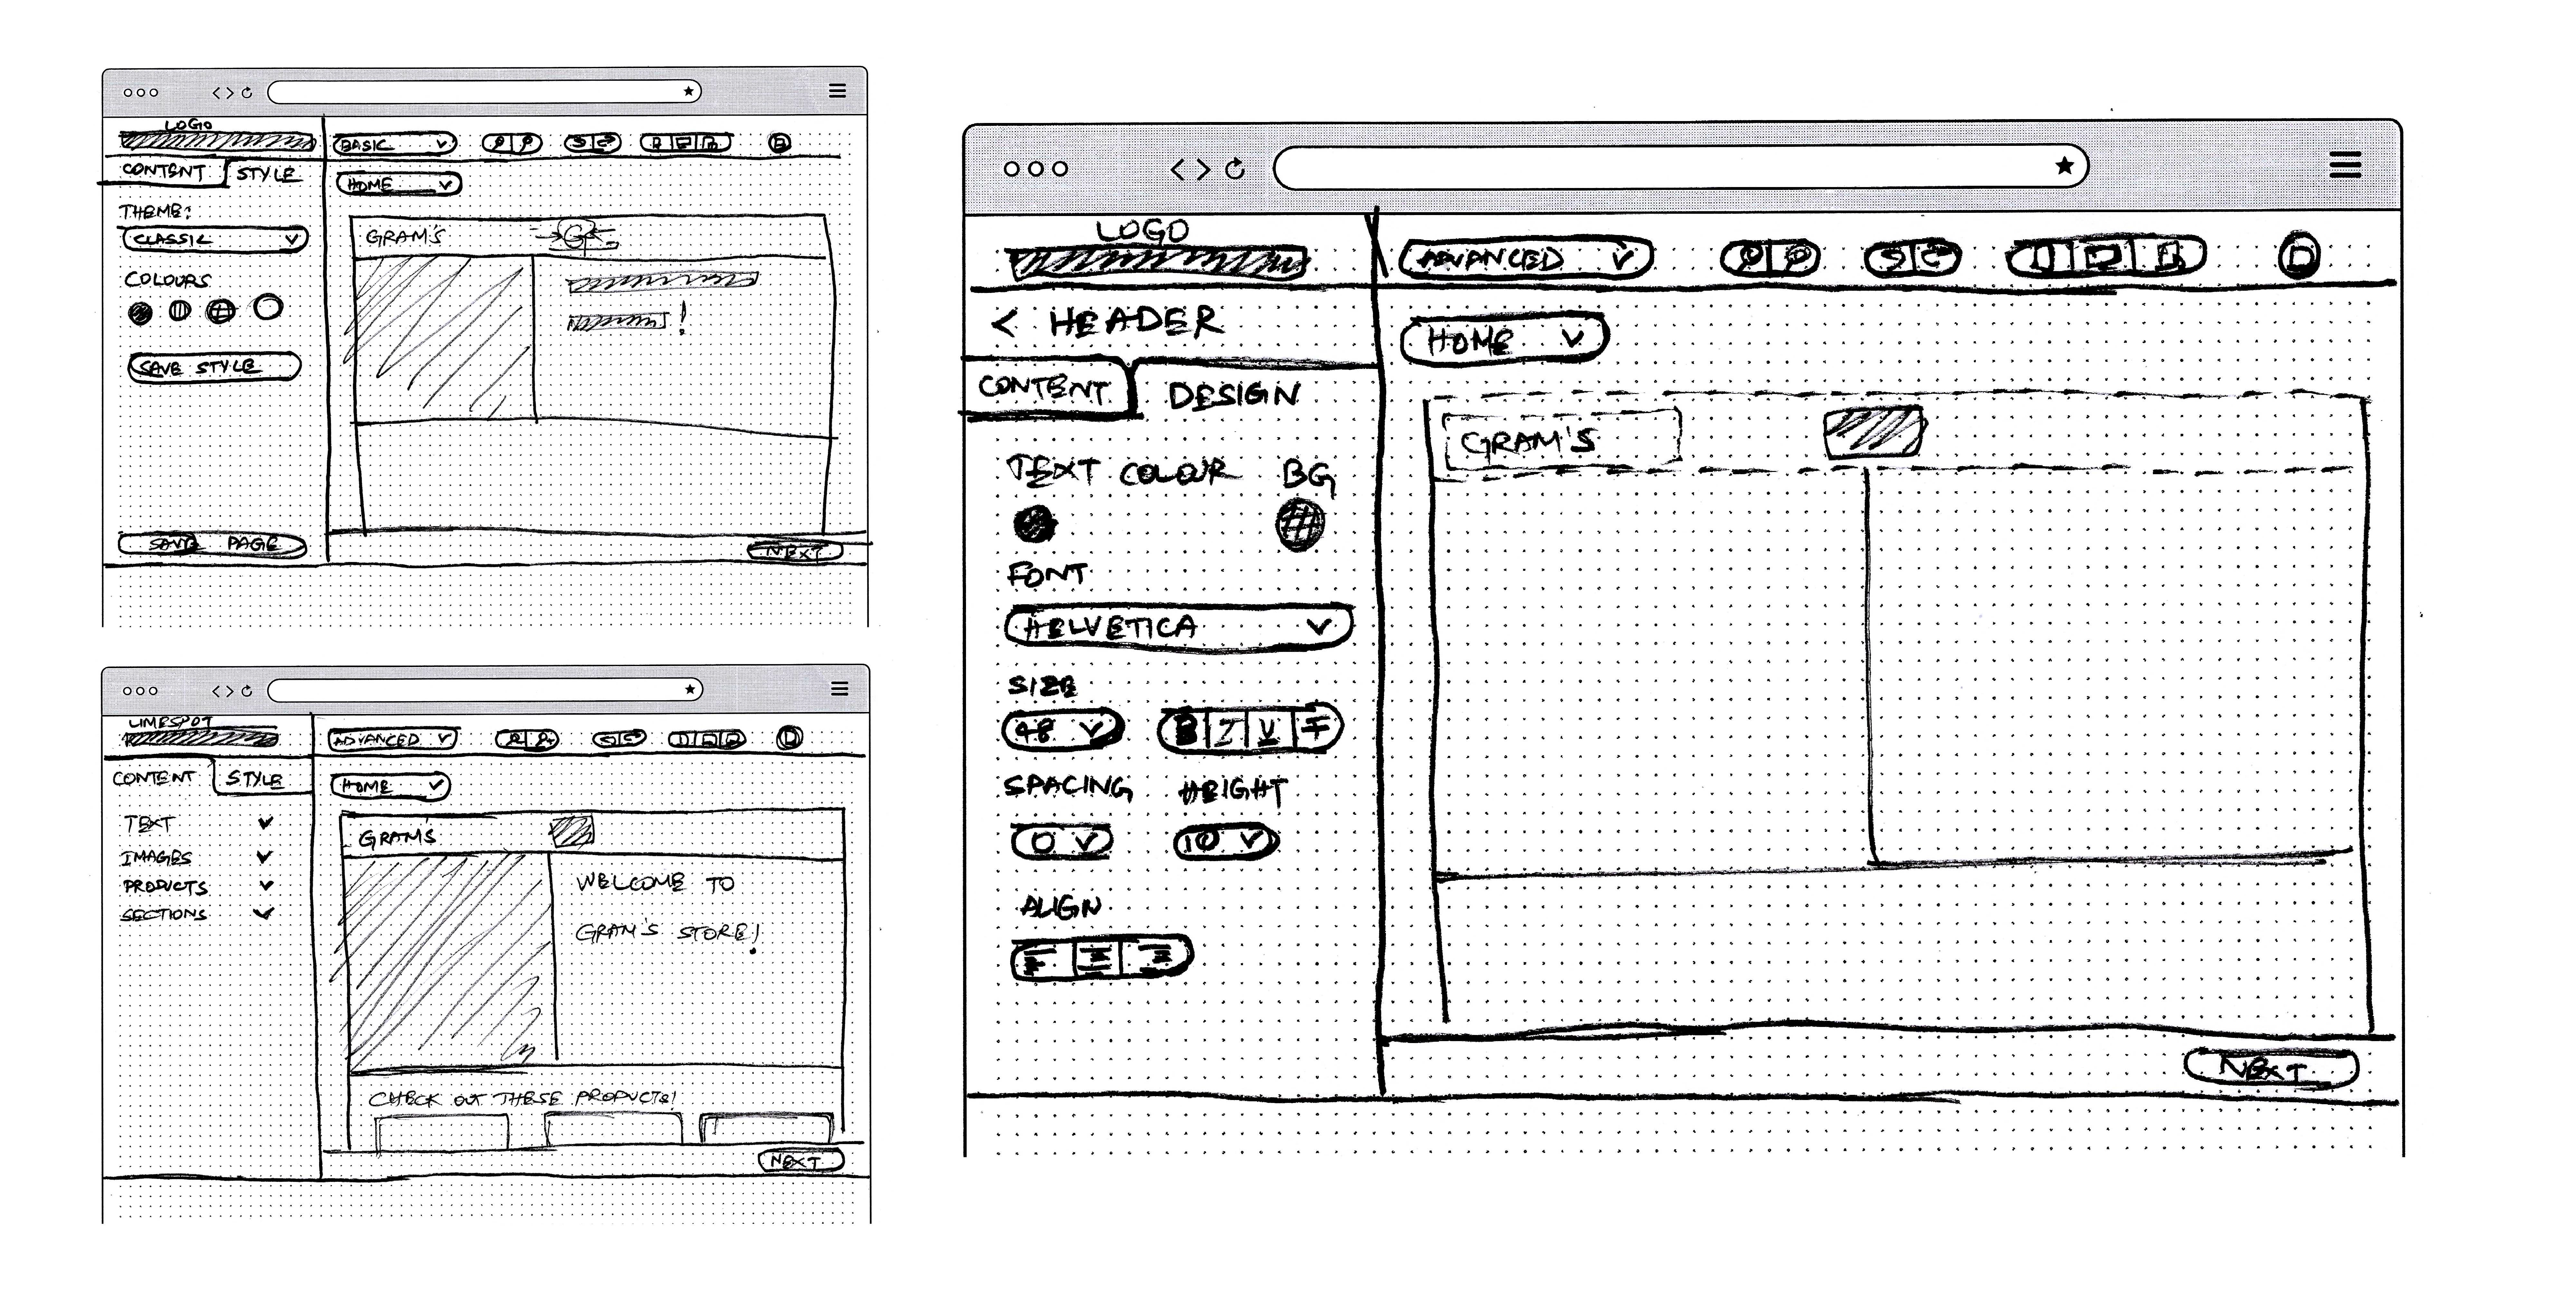 LOGO
BASIC
CONTENT STYLE
HOME
THEME:
CLASSIC
GRAM'S
COLOURS
SAVE STYLE
SAVE PAGE
NEXT
LIMESPOT
ADVANCED
CONTENT STYLE
HOME
TEXT
IMAGES
PRODUCTS
SECTIONS
GRAM'S
WELCOME TO
GRAM'S STORE!
CHECK OUT THESE PRODUCTS!
NEXT
LOGO
ADVANCED
< HEADER
HOME
CONTENT DESIGN
GRAM'S
TEXT COLOUR BG
FONT
HELVETICA
SIZE
48 B I U T
SPACING HEIGHT
0 10
ALIGN
NEXT